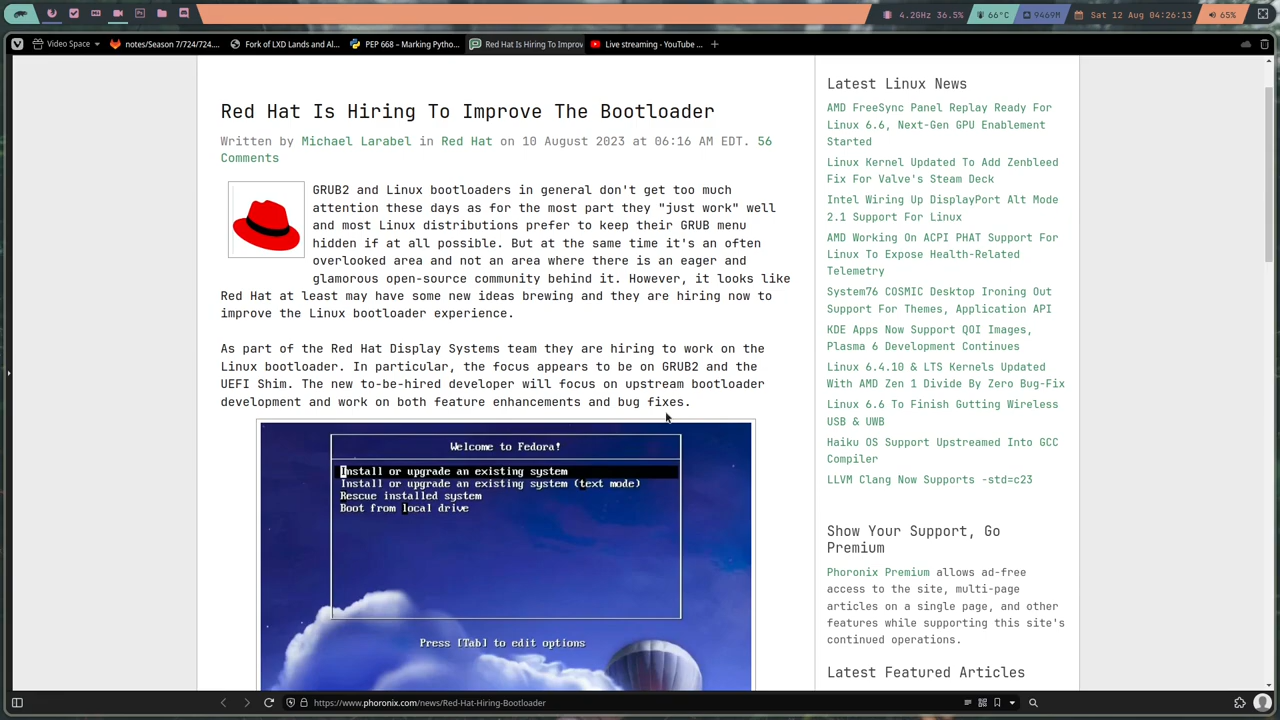 4.2GHz 36.5%
66°C
9469M
Sat 12 Aug 04:26:13
65%
Video Space
notes/Season 7/724/724....
Fork of LXD Lands and Al...
PEP 668 – Marking Pytho...
Red Hat Is Hiring To Improv
Live streaming - YouTube ...
Red Hat Is Hiring To Improve The Bootloader
Written by Michael Larabel in Red Hat on 10 August 2023 at 06:16 AM EDT. 56
Comments
GRUB2 and Linux bootloaders in general don't get too much
attention these days as for the most part they "just work" well
and most Linux distributions prefer to keep their GRUB menu
hidden if at all possible. But at the same time it's an often
overlooked area and not an area where there is an eager and
glamorous open-source community behind it. However, it looks like
Red Hat at least may have some new ideas brewing and they are hiring now to
improve the Linux bootloader experience.
As part of the Red Hat Display Systems team they are hiring to work on the
Linux bootloader. In particular, the focus appears to be on GRUB2 and the
UEFI Shim. The new to-be-hired developer will focus on upstream bootloader
development and work on both feature enhancements and bug fixes.
Welcome to Fedora!
Install or upgrade an existing system
Install or upgrade an existing system (text mode)
Rescue installed system
Boot from local drive
Press [Tab] to edit options
Latest Linux News
AMD FreeSync Panel Replay Ready For
Linux 6.6, Next-Gen GPU Enablement
Started
Linux Kernel Updated To Add Zenbleed
Fix For Valve's Steam Deck
Intel Wiring Up DisplayPort Alt Mode
2.1 Support For Linux
AMD Working On ACPI PHAT Support For
Linux To Expose Health-Related
Telemetry
System76 COSMIC Desktop Ironing Out
Support For Themes, Application API
KDE Apps Now Support QOI Images,
Plasma 6 Development Continues
Linux 6.4.10 & LTS Kernels Updated
With AMD Zen 1 Divide By Zero Bug-Fix
Linux 6.6 To Finish Gutting Wireless
USB & UWB
Haiku OS Support Upstreamed Into GCC
Compiler
LLVM Clang Now Supports -std=c23
Show Your Support, Go
Premium
Phoronix Premium allows ad-free
access to the site, multi-page
articles on a single page, and other
features while supporting this site's
continued operations.
Latest Featured Articles
https://www.phoronix.com/news/Red-Hat-Hiring-Bootloader